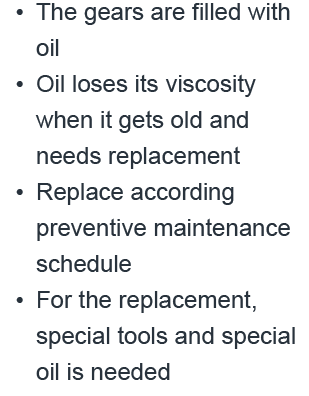 • The gears are filled with
oil
• Oil loses its viscosity
when it gets old and
needs replacement
• Replace according
preventive maintenance
schedule
• For the replacement,
special tools and special
oil is needed